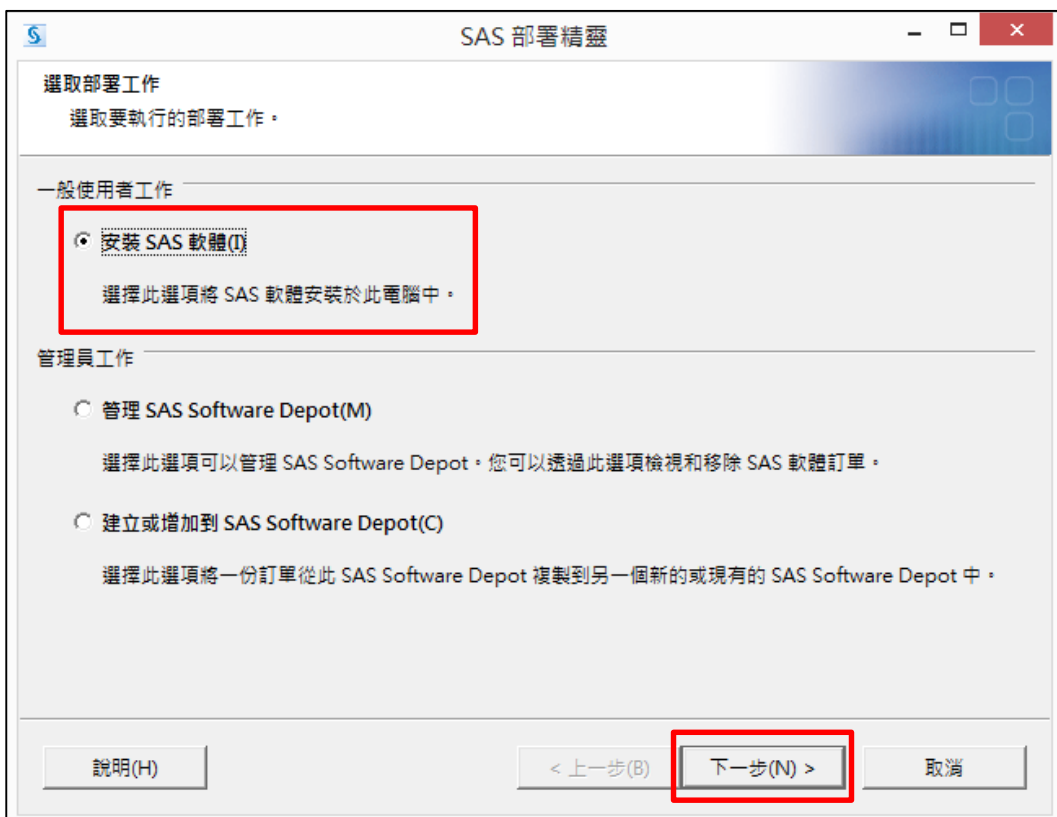 SAS 部署精靈
選取部署工作
選取要執行的部署工作。
一般使用者工作
安裝 SAS 軟體(I)
選擇此選項將 SAS 軟體安裝於此電腦中。
管理員工作
管理 SAS Software Depot(M)
選擇此選項可以管理 SAS Software Depot。您可以透過此選項檢視和移除 SAS 軟體訂單。
建立或增加到 SAS Software Depot(C)
選擇此選項將一份訂單從此 SAS Software Depot 複製到另一個新的或現有的 SAS Software Depot 中。
說明(H)
< 上一步(B)
下一步(N) >
取消